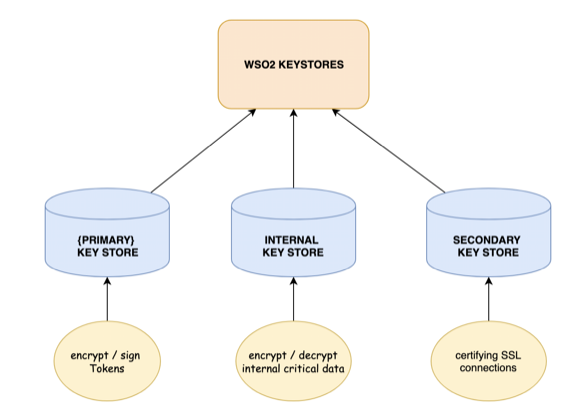 WSO2 KEYSTORES
{PRIMARY}
KEY STORE
INTERNAL
KEY STORE
SECONDARY
KEY STORE
encrypt / sign
Tokens
encrypt / decrypt
internal critical data
certifying SSL
connections